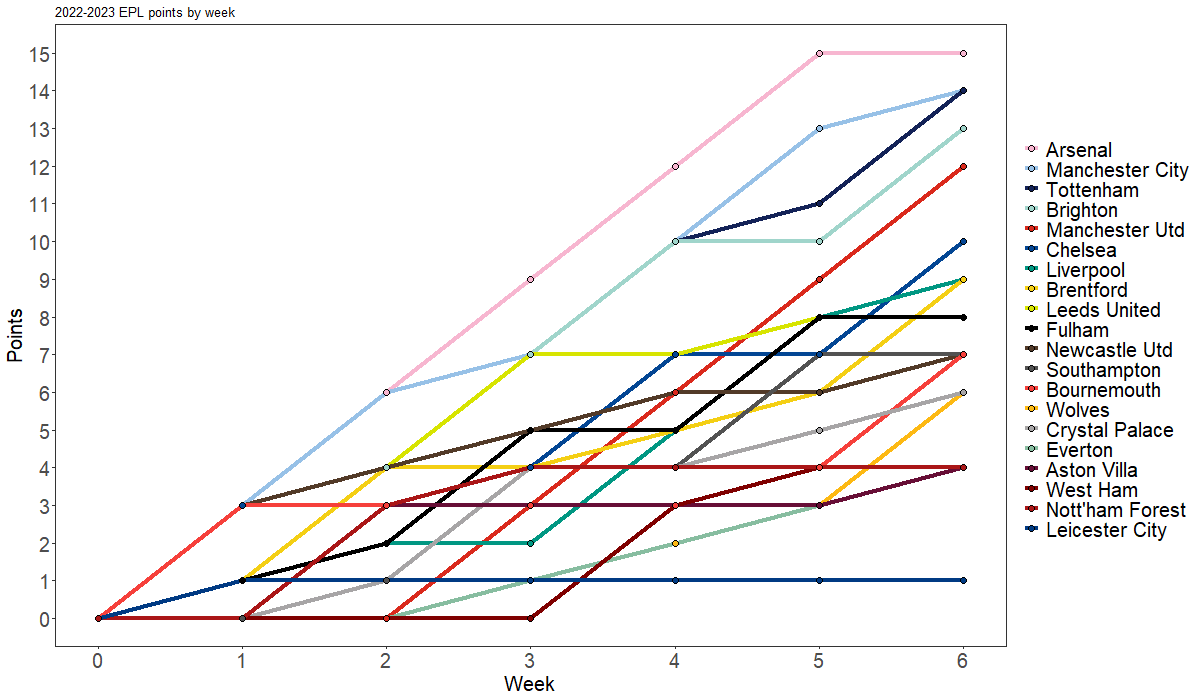 2022-2023 EPL points by week
15
14
13
12
11
10
9
8
7
6
5
4
3
2
1
0
Points
0 1 2 3 4 5 6
Week
Arsenal
Manchester City
Tottenham
Brighton
Manchester Utd
Chelsea
Liverpool
Brentford
Leeds United
Fulham
Newcastle Utd
Southampton
Bournemouth
Wolves
Crystal Palace
Everton
Aston Villa
West Ham
Nott'ham Forest
Leicester City